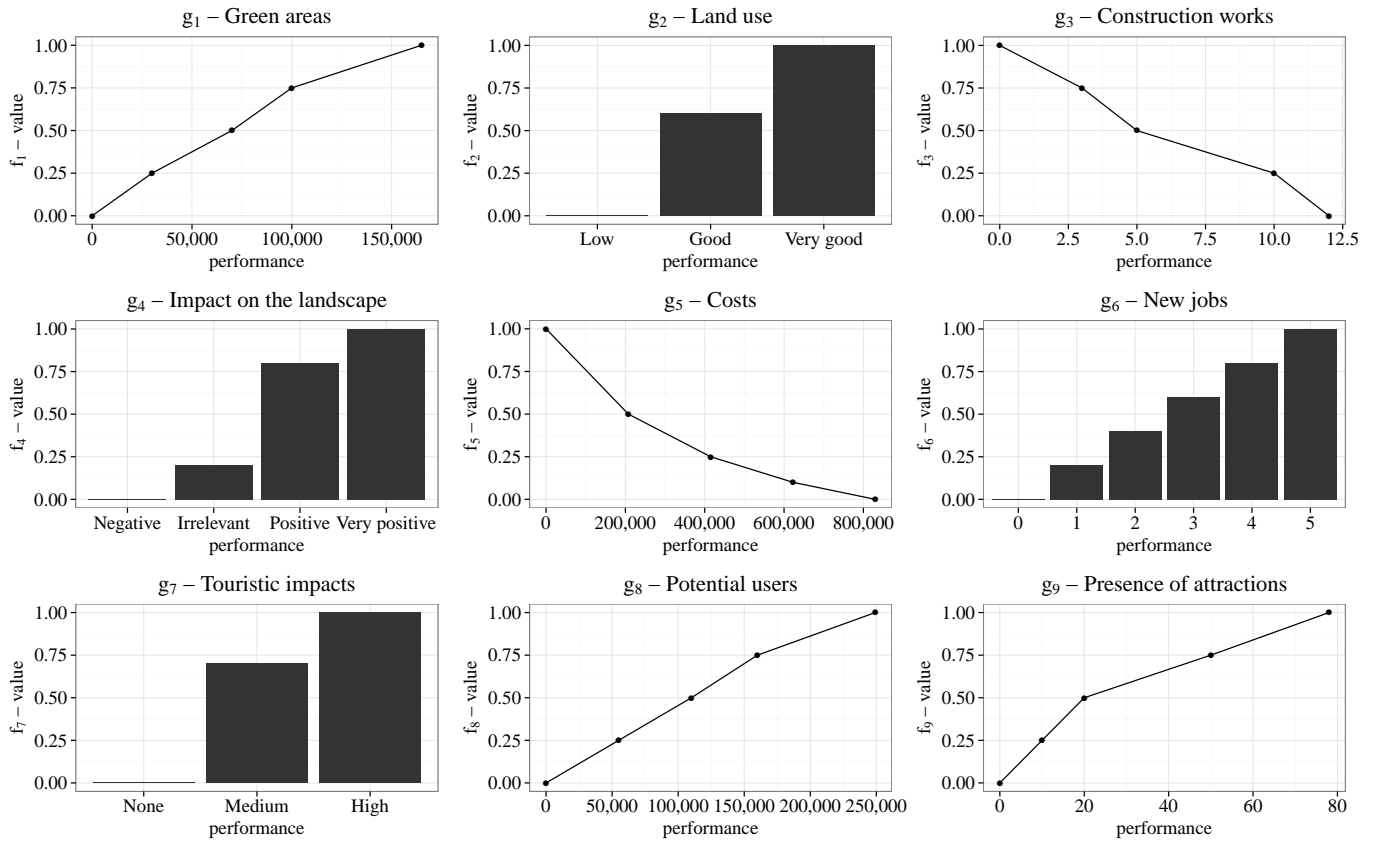 g₁ – Green areas
f₁ – value
1.00
0.75
0.50
0.25
0.00
0 50,000 100,000 150,000
performance
g₂ – Land use
f₂ – value
1.00
0.75
0.50
0.25
0.00
Low Good Very good
performance
g₃ – Construction works
f₃ – value
1.00
0.75
0.50
0.25
0.00
0.0 2.5 5.0 7.5 10.0 12.5
performance
g₄ – Impact on the landscape
f₄ – value
1.00
0.75
0.50
0.25
0.00
Negative Irrelevant Positive Very positive
performance
g₅ – Costs
f₅ – value
1.00
0.75
0.50
0.25
0.00
0 200,000 400,000 600,000 800,000
performance
g₆ – New jobs
f₆ – value
1.00
0.75
0.50
0.25
0.00
0 1 2 3 4 5
performance
g₇ – Touristic impacts
f₇ – value
1.00
0.75
0.50
0.25
0.00
None Medium High
performance
g₈ – Potential users
f₈ – value
1.00
0.75
0.50
0.25
0.00
0 50,000 100,000 150,000 200,000 250,000
performance
g₉ – Presence of attractions
f₉ – value
1.00
0.75
0.50
0.25
0.00
0 20 40 60 80
performance